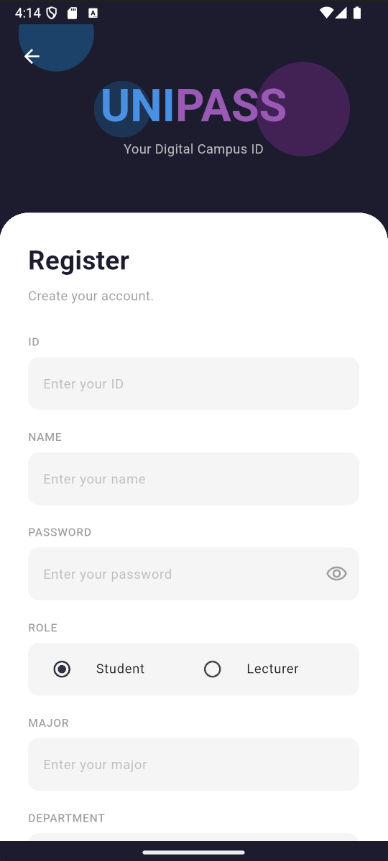 4:14
UNIPASS
Your Digital Campus ID
Register
Create your account.
ID
Enter your ID
NAME
Enter your name
PASSWORD
Enter your password
ROLE
Student Lecturer
MAJOR
Enter your major
DEPARTMENT